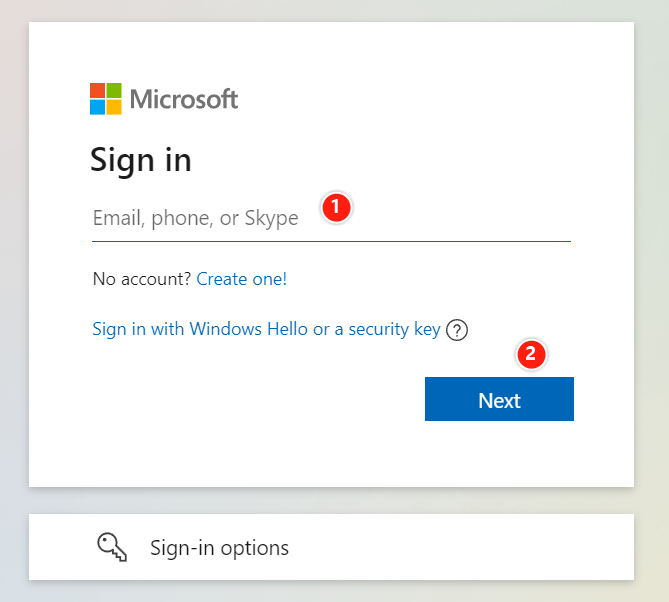 Microsoft
Sign in
Email, phone, or Skype 1
No account? Create one!
Sign in with Windows Hello or a security key ?
2
Next
Sign-in options